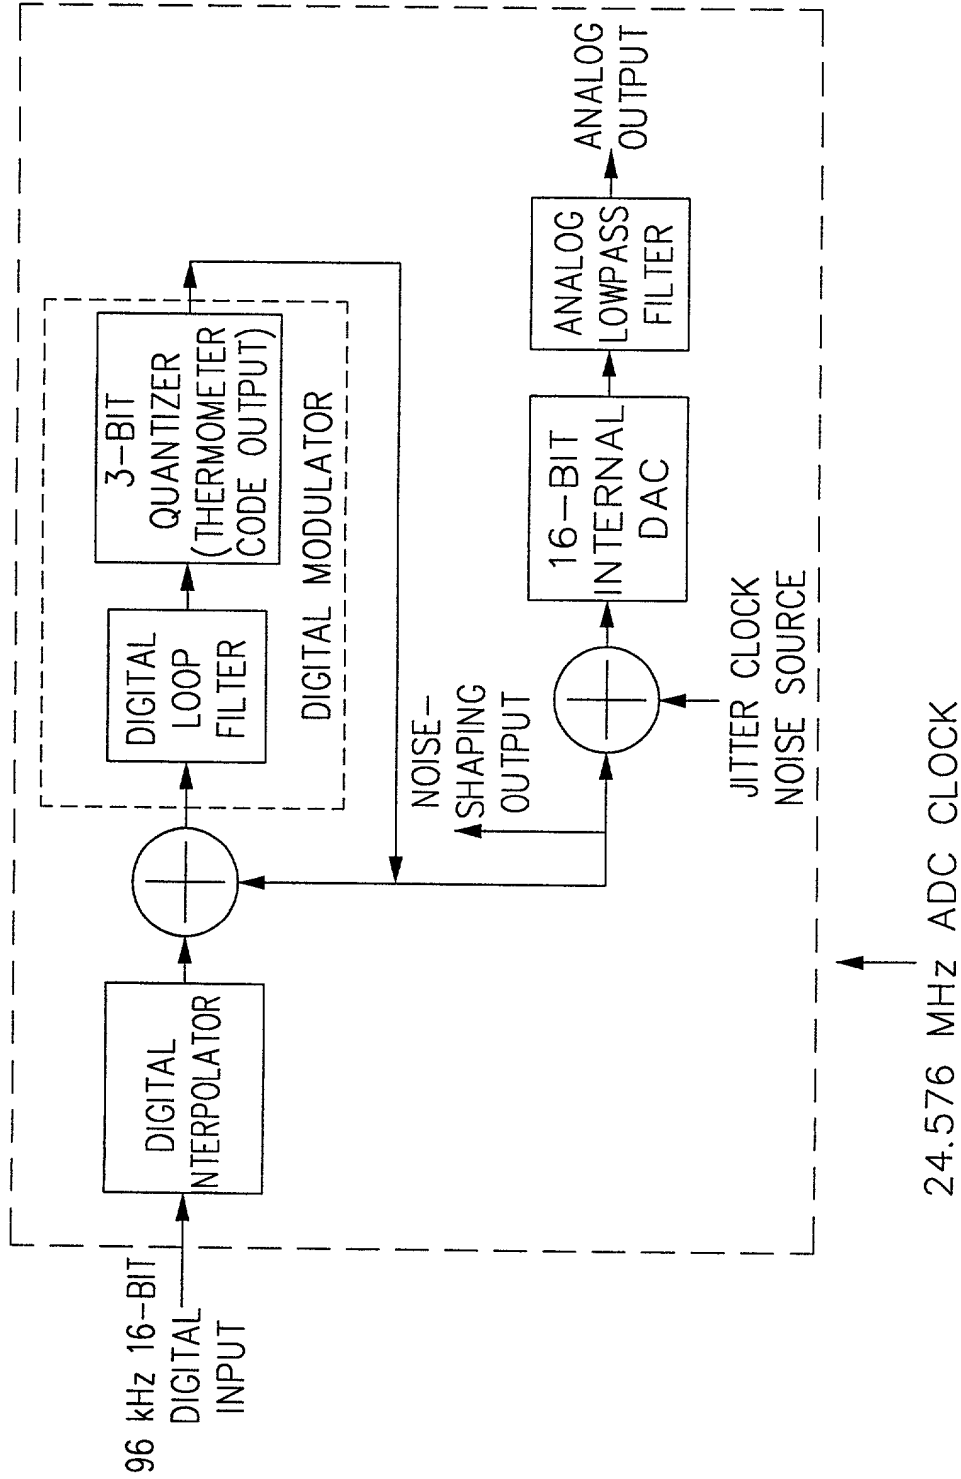 96 kHz 16-BIT
DIGITAL
INPUT
DIGITAL
NTERPOLATOR
DIGITAL
LOOP
FILTER
3-BIT
QUANTIZER
(THERMOMETER
CODE OUTPUT)
DIGITAL MODULATOR
NOISE-
SHAPING
OUTPUT
JITTER CLOCK
NOISE SOURCE
16-BIT
INTERNAL
DAC
ANALOG
LOWPASS
FILTER
ANALOG
OUTPUT
24.576 MHz ADC CLOCK